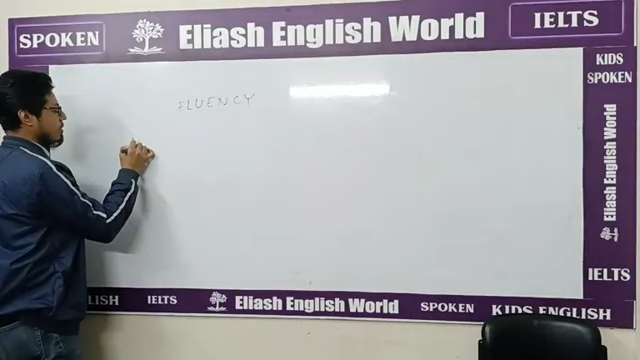 SPOKEN
Eliash English World
IELTS
KIDS
SPOKEN
FLUENCY
Eliash English World
IELTS
LISH
IELTS
Eliash English World
SPOKEN
KIDS ENGLISH